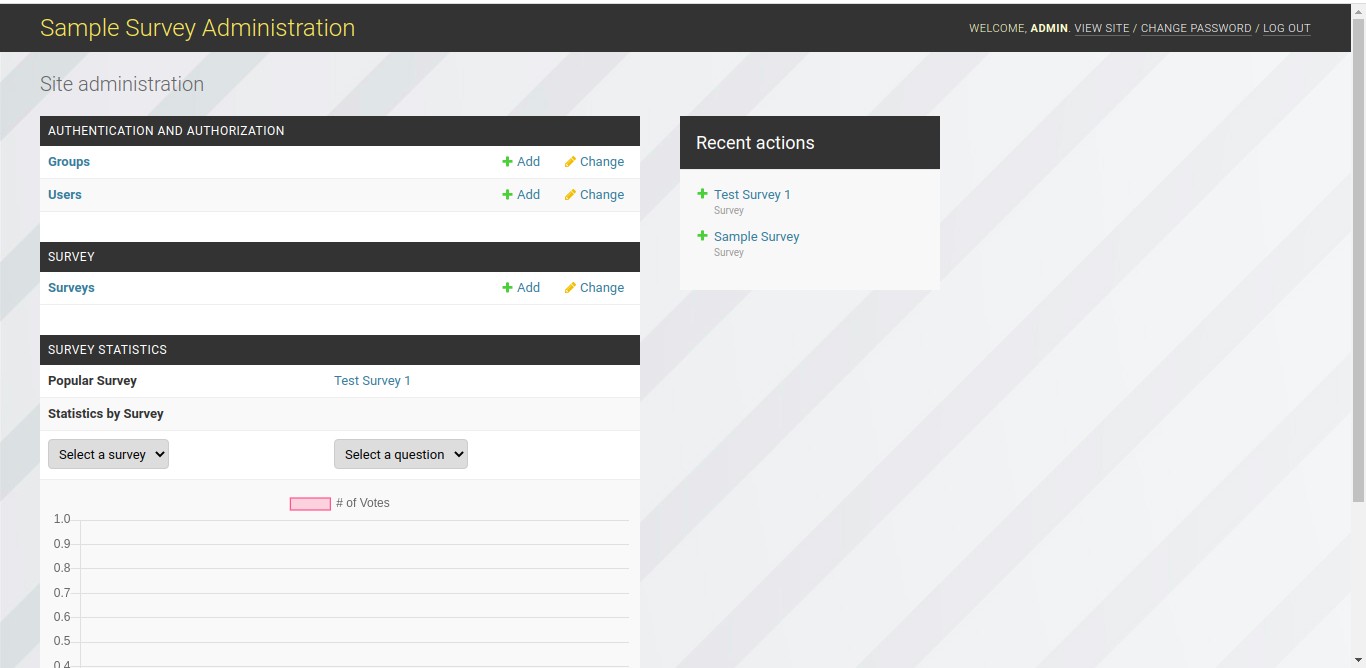 Sample Survey Administration
WELCOME, ADMIN. VIEW SITE / CHANGE PASSWORD / LOG OUT
Site administration
AUTHENTICATION AND AUTHORIZATION
Groups Add Change
Users Add Change
SURVEY
Surveys Add Change
SURVEY STATISTICS
Popular Survey Test Survey 1
Statistics by Survey
Select a survey Select a question
# of Votes
1.0
0.9
0.8
0.7
0.6
0.5
0.4
Recent actions
Test Survey 1
Survey
Sample Survey
Survey